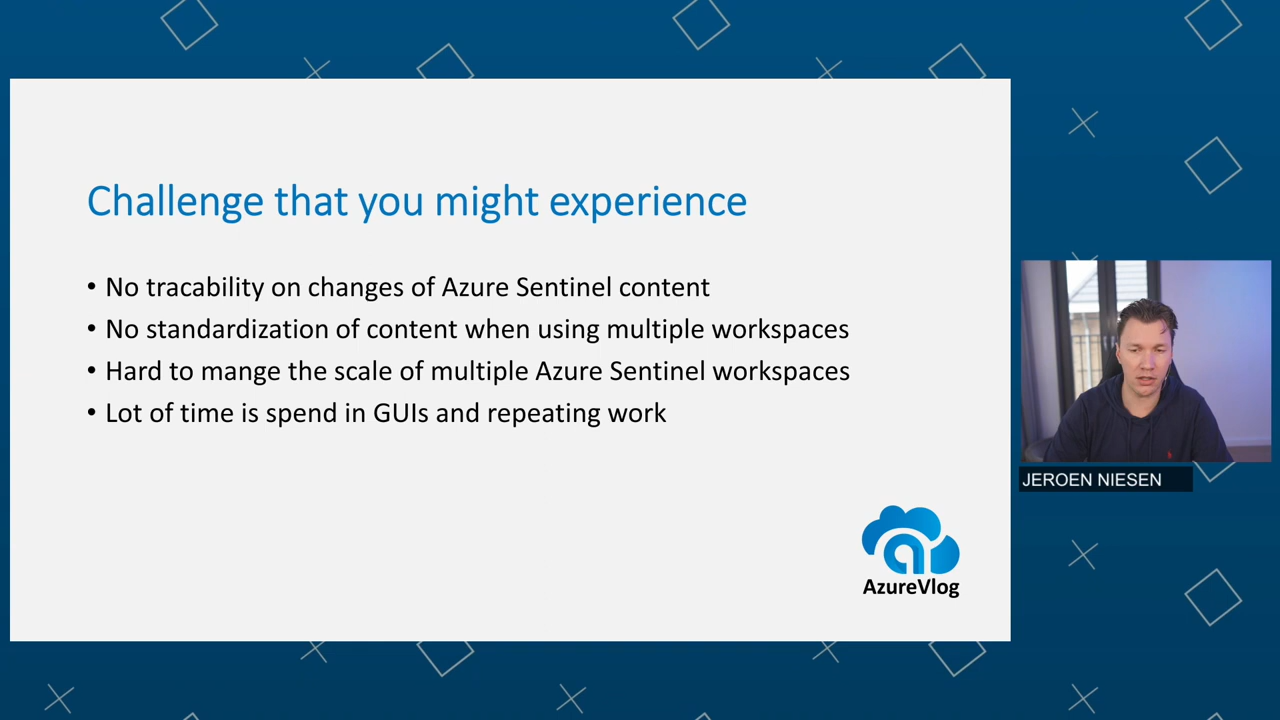 Challenge that you might experience
• No tracability on changes of Azure Sentinel content
• No standardization of content when using multiple workspaces
• Hard to mange the scale of multiple Azure Sentinel workspaces
• Lot of time is spend in GUIs and repeating work
AzureVlog
JEROEN NIESEN